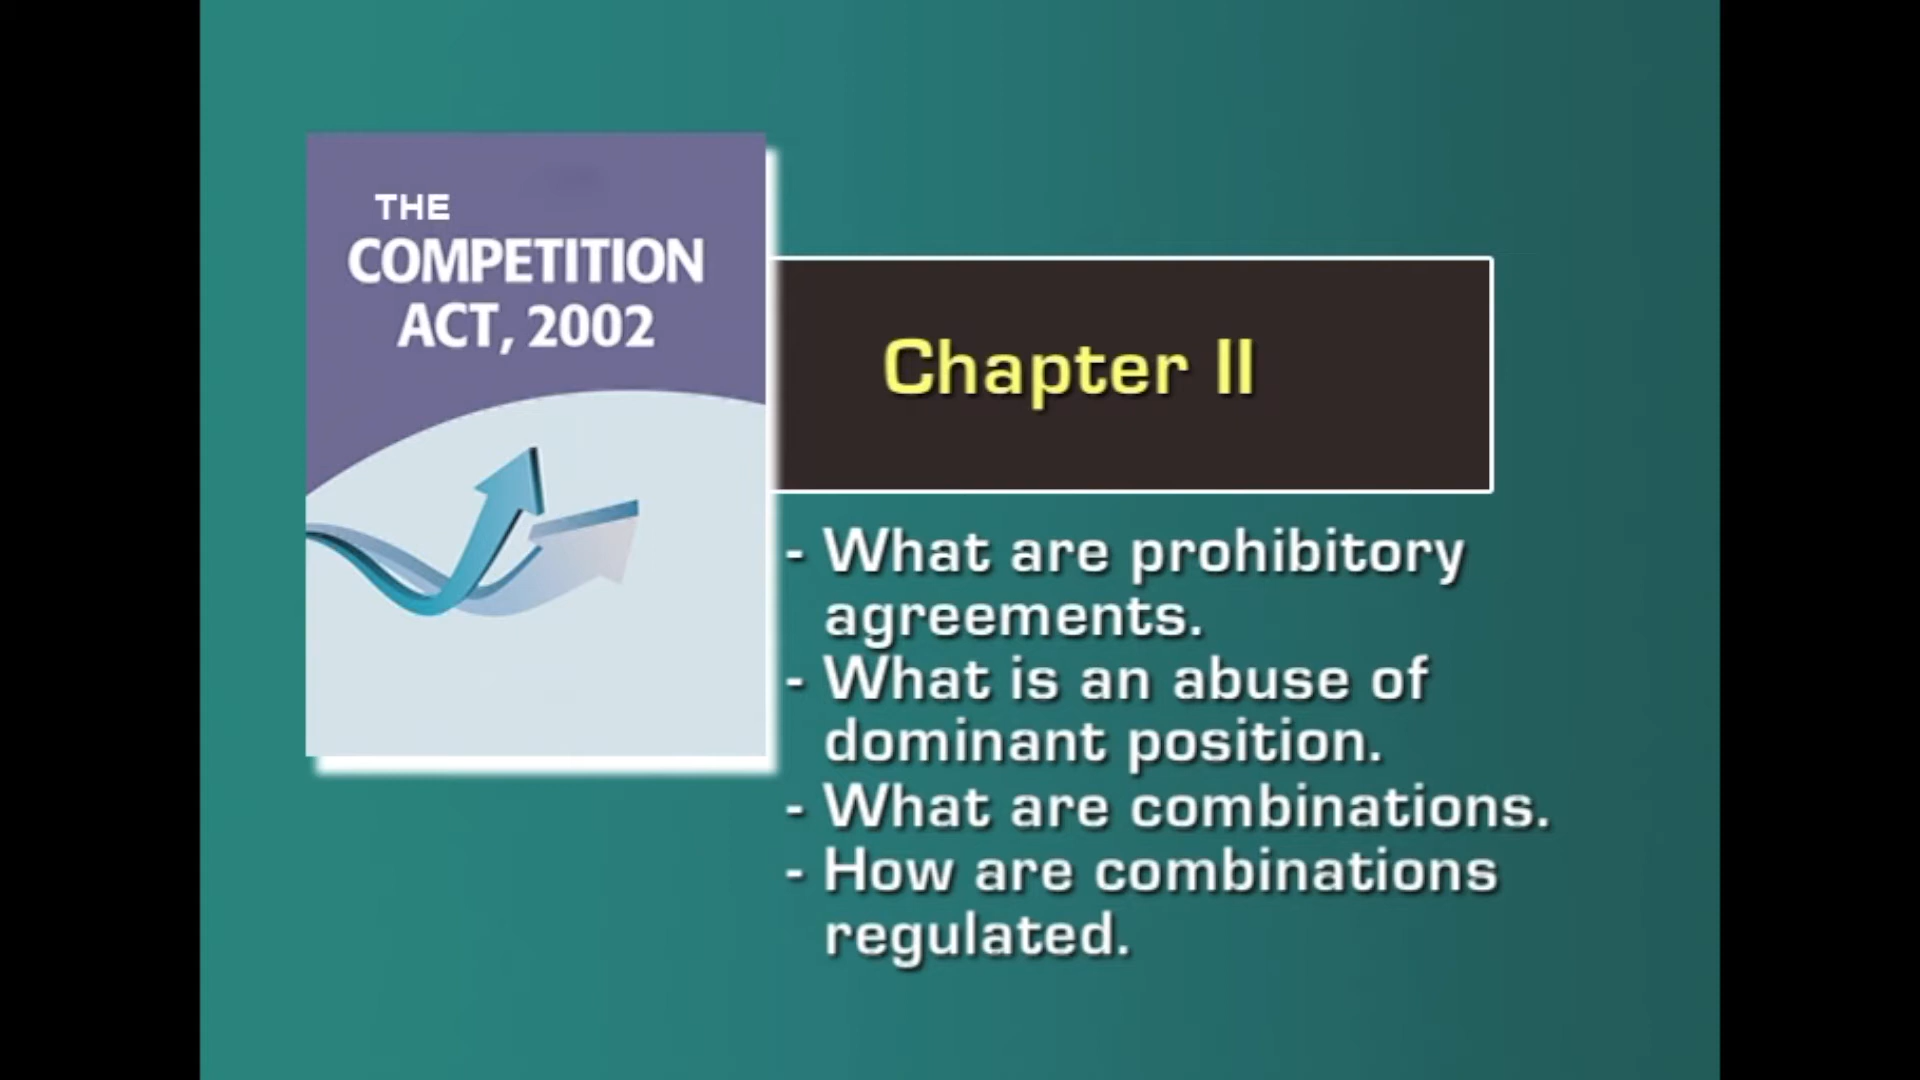 THE
COMPETITION
ACT, 2002
Chapter II
- What are prohibitory
agreements.
- What is an abuse of
dominant position.
- What are combinations.
- How are combinations
regulated.